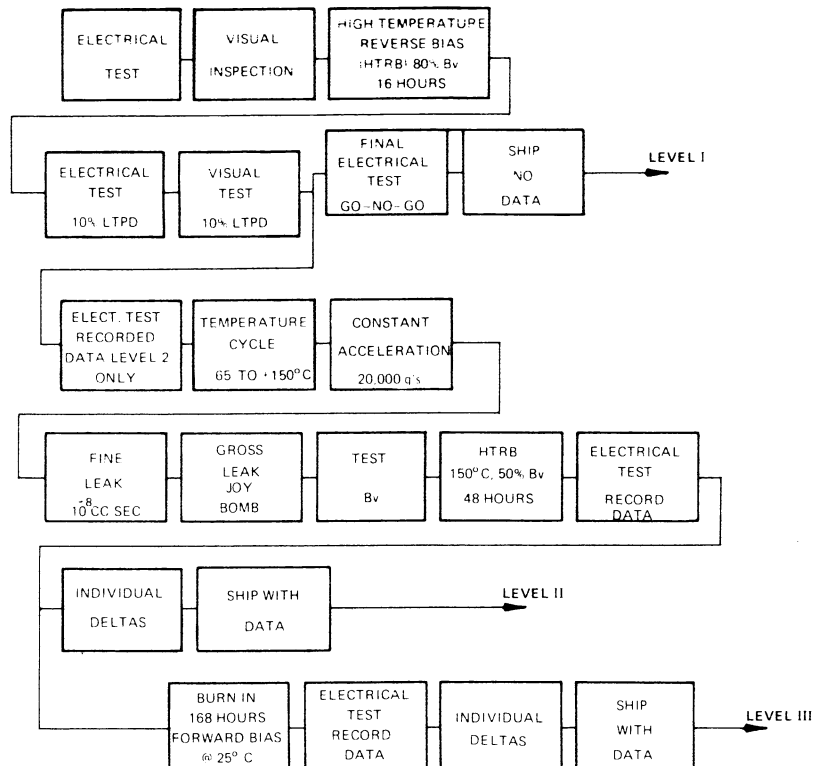 ELECTRICAL
TEST
VISUAL
INSPECTION
HIGH TEMPERATURE
REVERSE BIAS
(HTRB) 80% Bv
16 HOURS
ELECTRICAL
TEST
10% LTPD
VISUAL
TEST
10% LTPD
FINAL
ELECTRICAL
TEST
GO-NO-GO
SHIP
NO
DATA
LEVEL I
ELECT. TEST
RECORDED
DATA LEVEL 2
ONLY
TEMPERATURE
CYCLE
65 TO +150°C
CONSTANT
ACCELERATION
20,000 g's
FINE
LEAK
10⁻⁸ CC SEC
GROSS
LEAK
JOY
BOMB
TEST
Bv
HTRB
150°C, 50% Bv
48 HOURS
ELECTRICAL
TEST
RECORD
DATA
INDIVIDUAL
DELTAS
SHIP WITH
DATA
LEVEL II
BURN IN
168 HOURS
FORWARD BIAS
@ 25° C
ELECTRICAL
TEST
RECORD
DATA
INDIVIDUAL
DELTAS
SHIP
WITH
DATA
LEVEL III